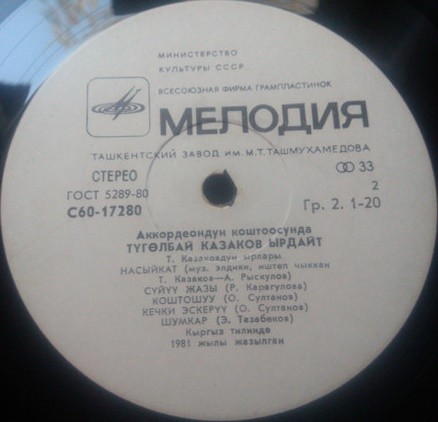 МИНИСТЕРСТВО
КУЛЬТУРЫ СССР
ВСЕСОЮЗНАЯ ФИРМА ГРАМПЛАСТИНОК
МЕЛОДИЯ
ТАШКЕНТСКИЙ ЗАВОД ИМ. М.Т. ТАШМУХАМЕДОВА
СТЕРЕО
33
ГОСТ 5289-80
2
С60-17280
Гр. 2. 1-20
Аккордеондун коштоосунда
ТҮГӨЛБАЙ КАЗАКОВ ЫРДАЙТ
Т. Казаковдун ырлары
НАСЫЙКАТ (муз. элдики, иштеп чыккан
Т. Казаков—А. Рыскулов)
СҮЙҮҮ ЖАЗЫ (Р. Карагулова)
КОШТОШУУ (О. Султанов)
КЕЧКИ ЭСКЕРҮҮ (О. Султанов)
ШУМКАР (Э. Тазабеков)
Кыргыз тилинде
1981 жылы жазылган